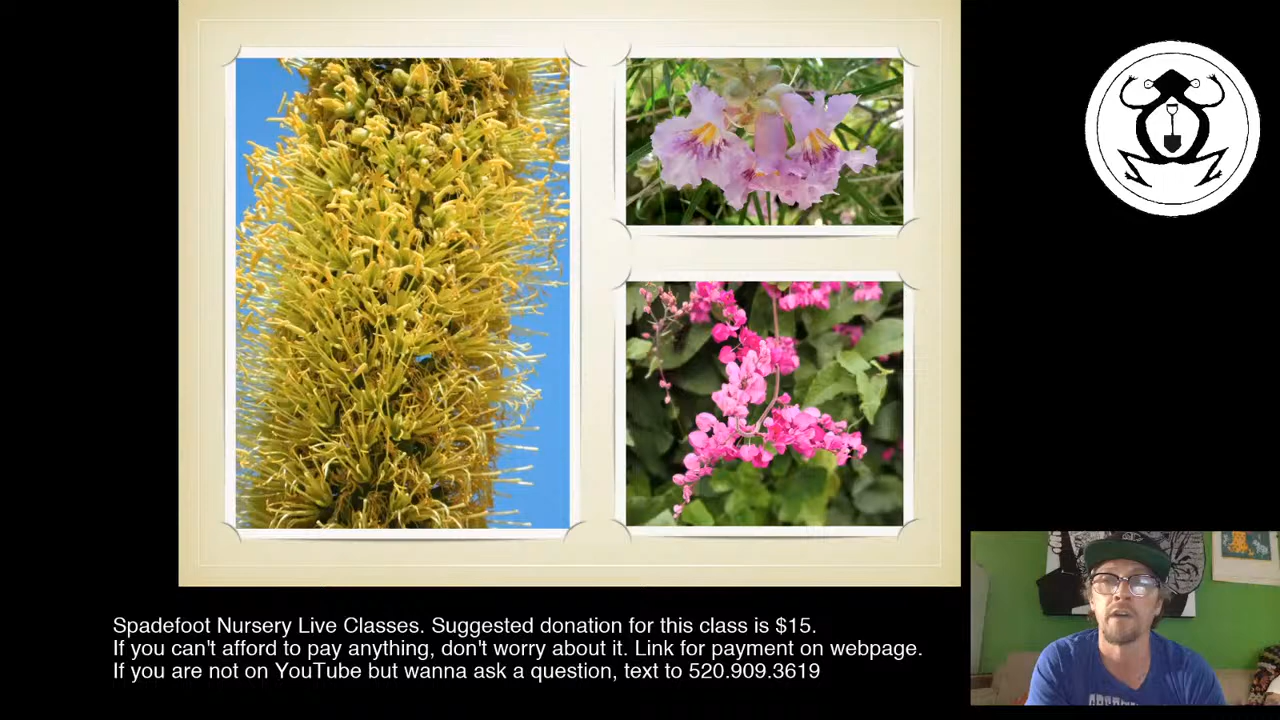 Spadefoot Nursery Live Classes. Suggested donation for this class is $15.
If you can't afford to pay anything, don't worry about it. Link for payment on webpage.
If you are not on YouTube but wanna ask a question, text to 520.909.3619